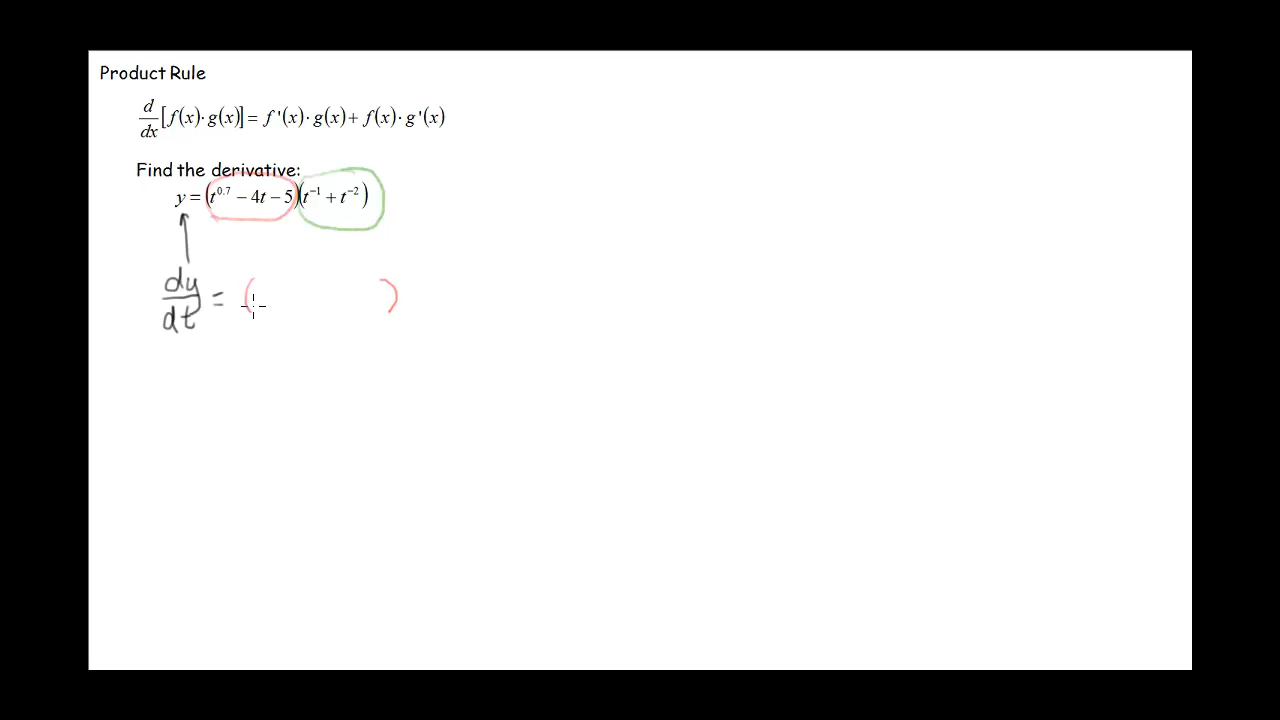 Product Rule
d/dx [f(x)·g(x)] = f'(x)·g(x) + f(x)·g'(x)
Find the derivative:
y = (t^0.7 − 4t − 5)(t^−1 + t^−2)
dy/dt = ( )